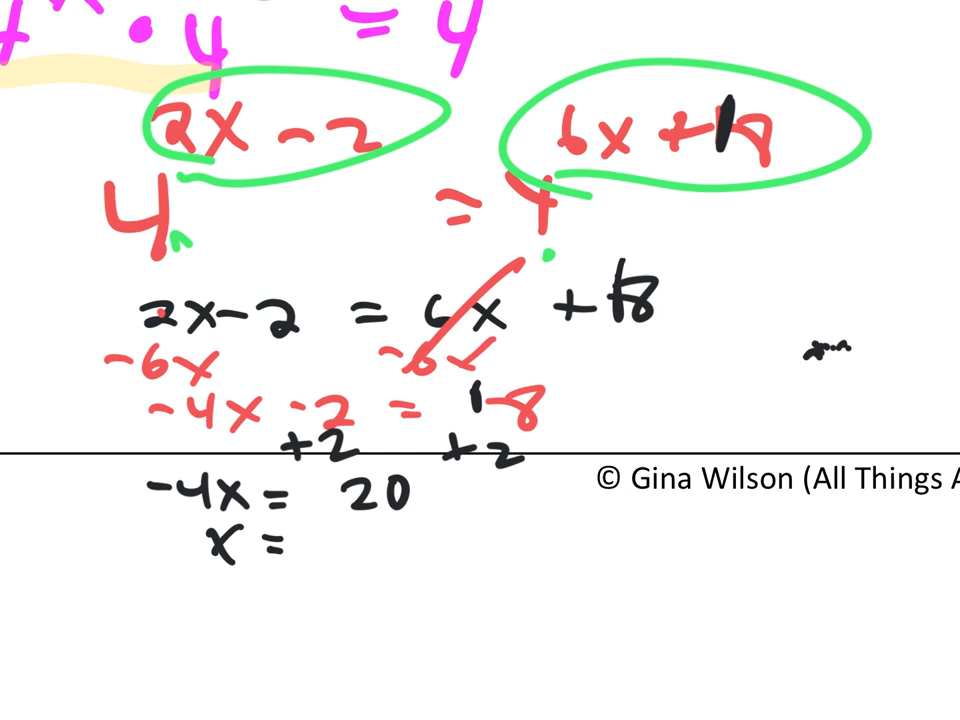 · 4 = 4
2x - 2 6x + 18
4 = 4
2x - 2 = 6x + 18
-6x -6x
-4x - 2 = 18
+2 +2
-4x = 20
© Gina Wilson (All Things A
x =